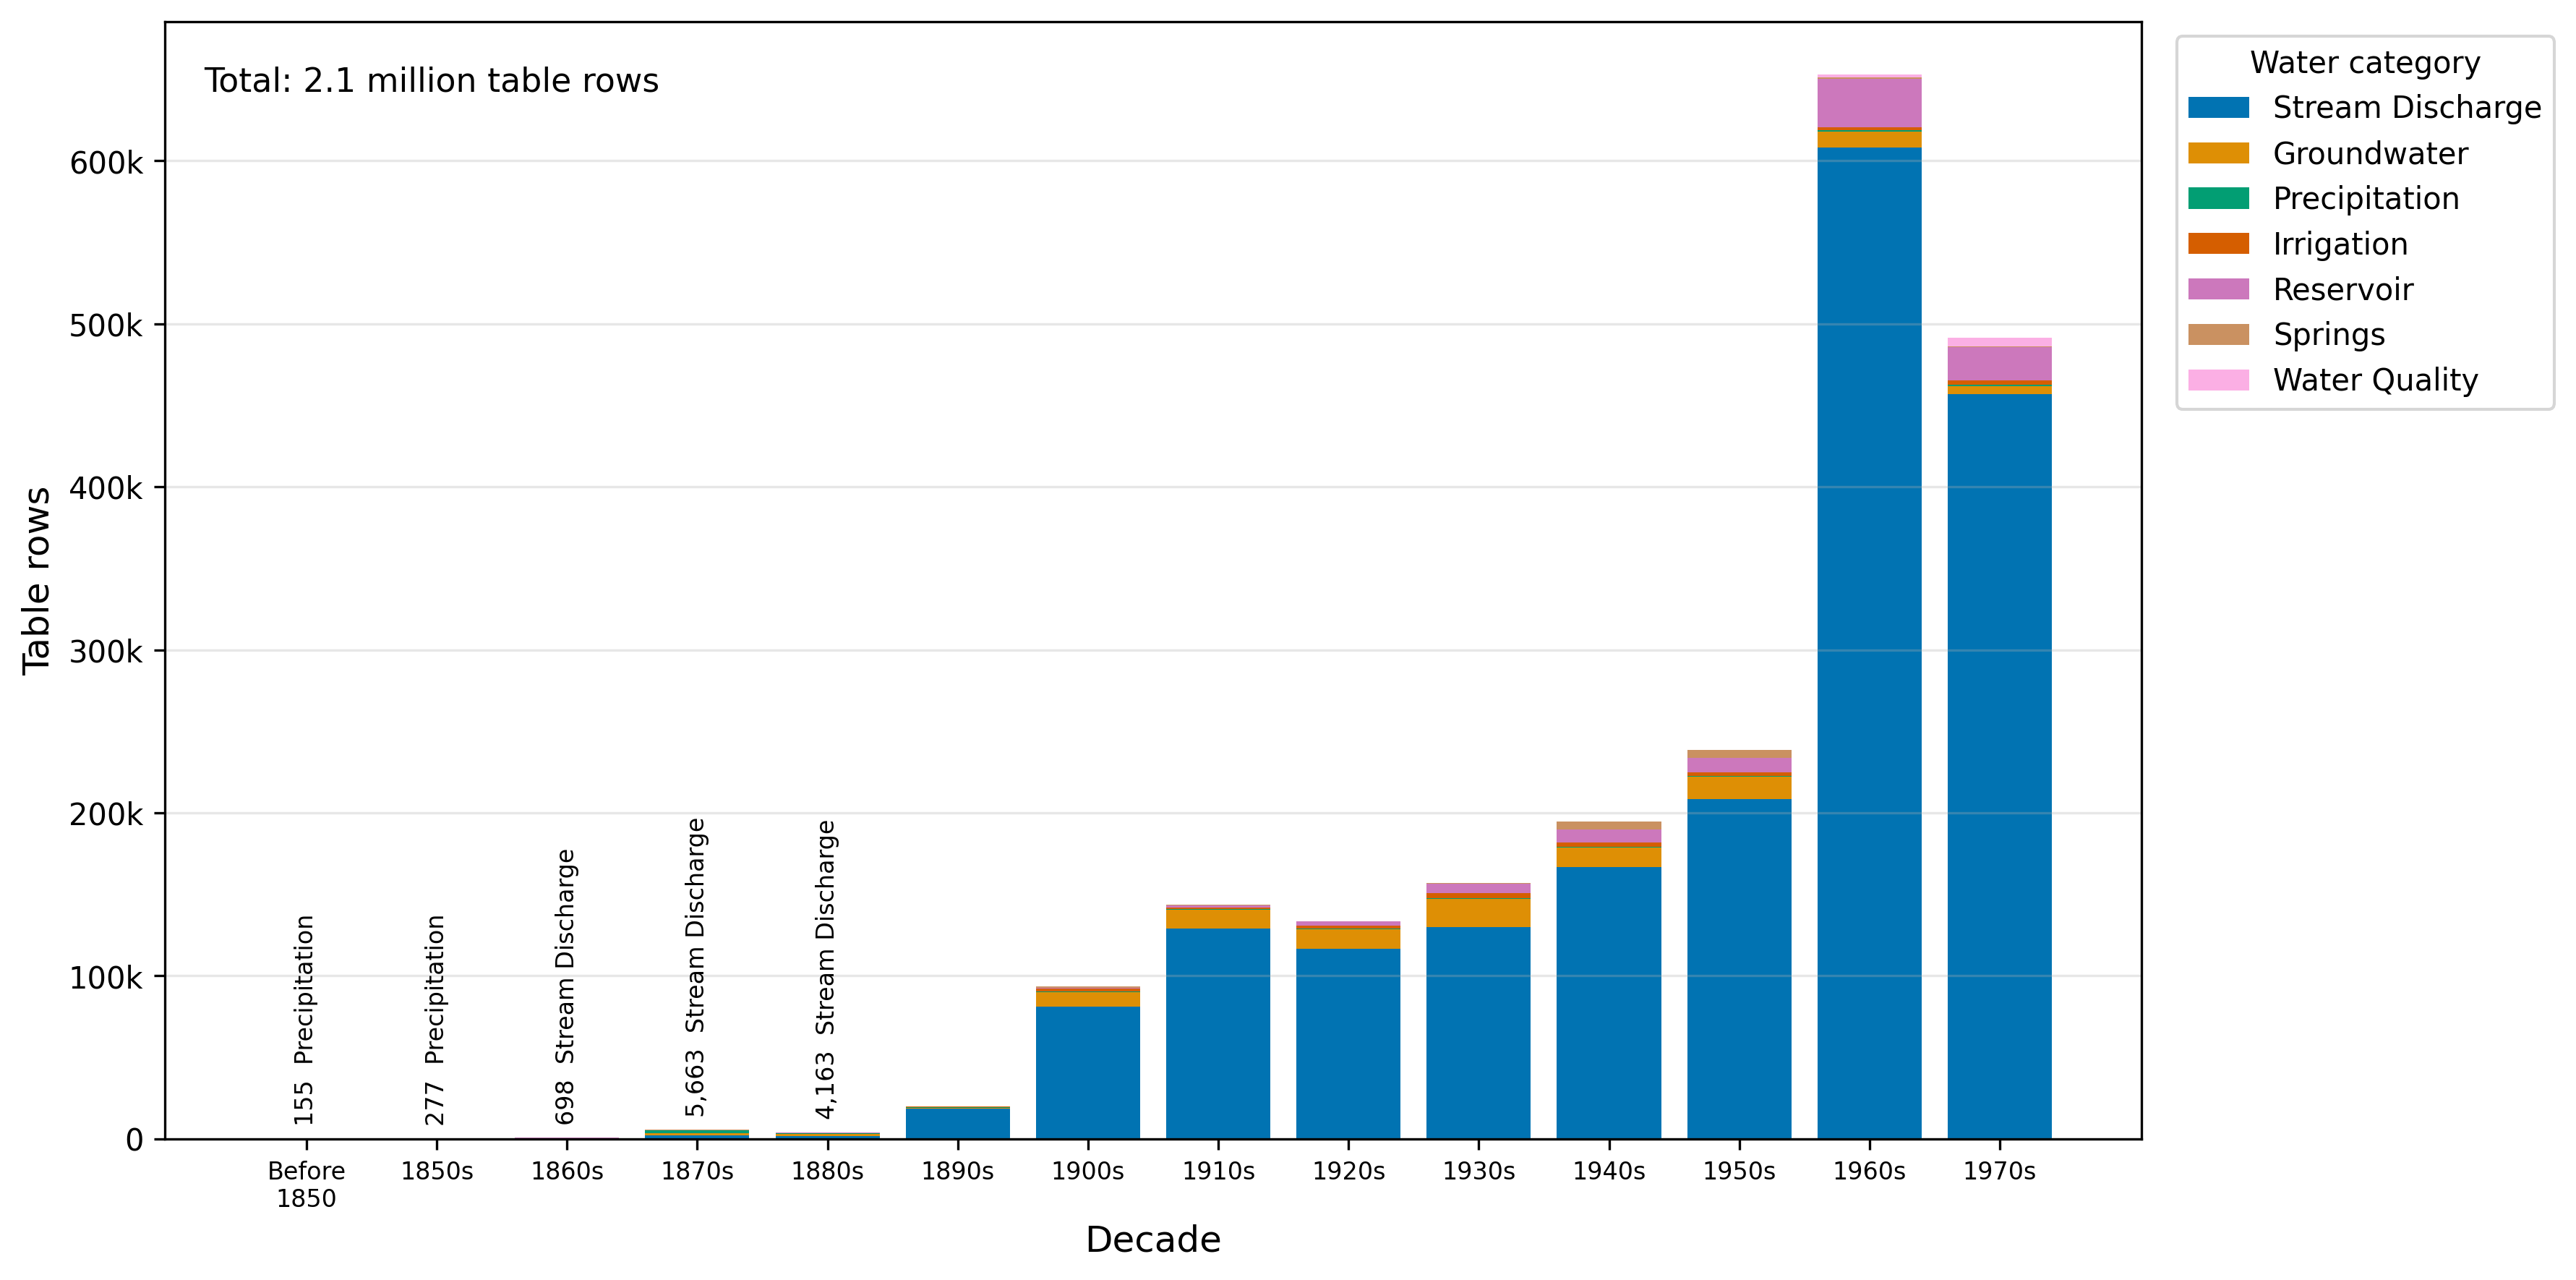 Total: 2.1 million table rows
Water category
Stream Discharge
Groundwater
Precipitation
Irrigation
Reservoir
Springs
Water Quality
Table rows
600k
500k
400k
300k
200k
100k
0
155 Precipitation
277 Precipitation
698 Stream Discharge
5,663 Stream Discharge
4,163 Stream Discharge
Before
1850
1850s
1860s
1870s
1880s
1890s
1900s
1910s
1920s
1930s
1940s
1950s
1960s
1970s
Decade